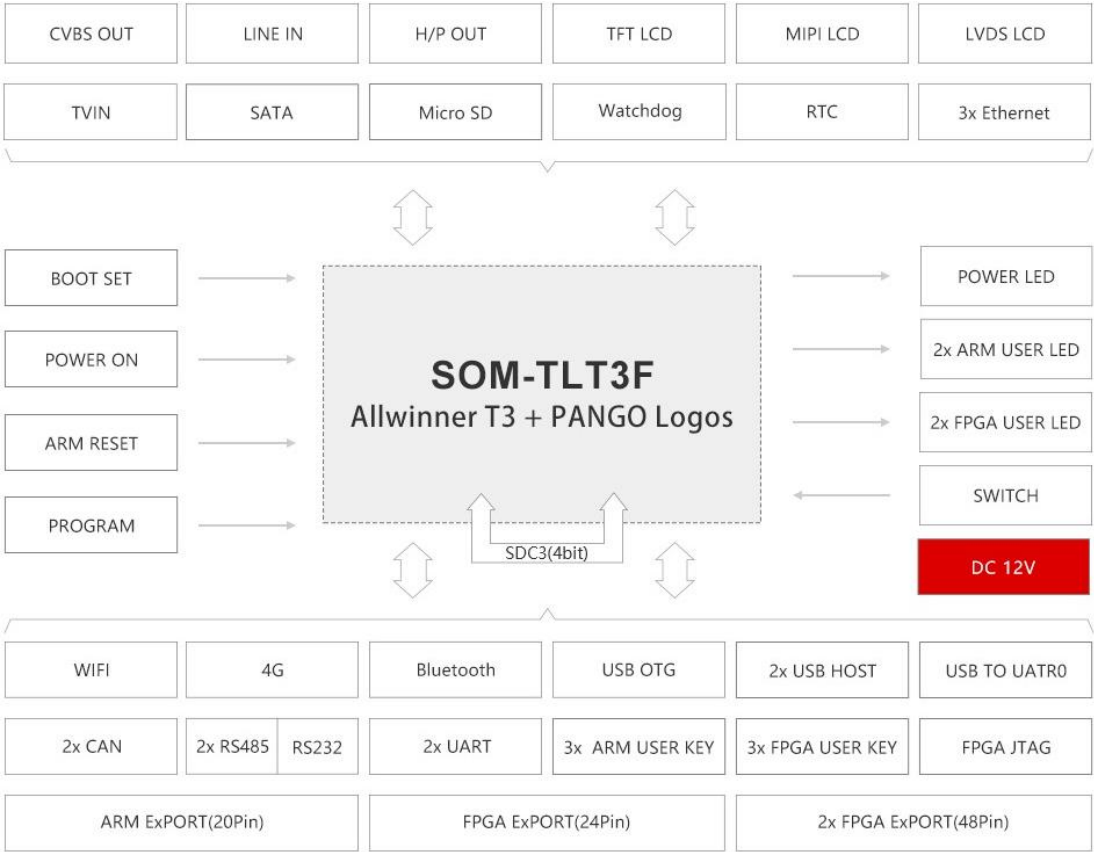 CVBS OUT
LINE IN
H/P OUT
TFT LCD
MIPI LCD
LVDS LCD
TVIN
SATA
Micro SD
Watchdog
RTC
3x Ethernet
BOOT SET
POWER ON
ARM RESET
PROGRAM
SOM-TLT3F
Allwinner T3 + PANGO Logos
SDC3(4bit)
POWER LED
2x ARM USER LED
2x FPGA USER LED
SWITCH
DC 12V
WIFI
4G
Bluetooth
USB OTG
2x USB HOST
USB TO UATR0
2x CAN
2x RS485
RS232
2x UART
3x ARM USER KEY
3x FPGA USER KEY
FPGA JTAG
ARM ExPORT(20Pin)
FPGA ExPORT(24Pin)
2x FPGA ExPORT(48Pin)